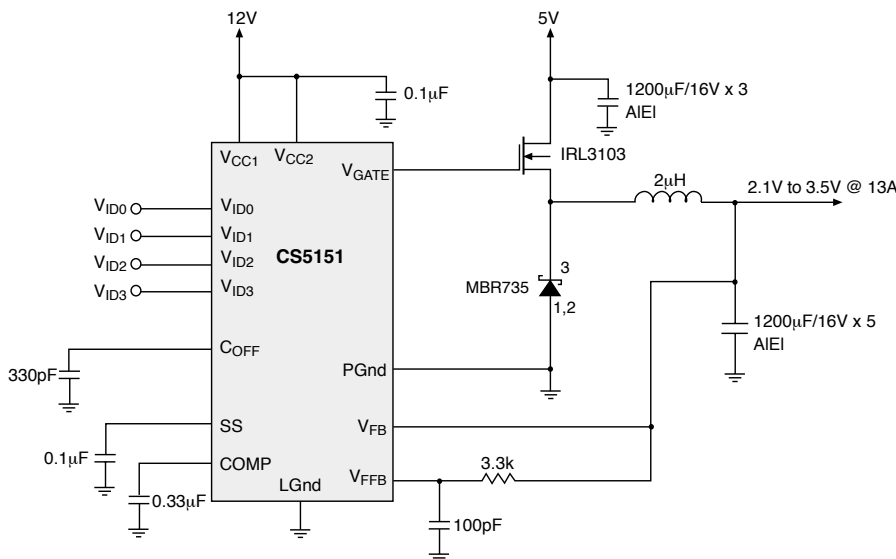 12V
5V
0.1μF
1200μF/16V x 3
AlEl
VCC1
VCC2
VGATE
IRL3103
2μH
2.1V to 3.5V @ 13A
VID0
VID0
VID1
VID1
CS5151
VID2
VID2
VID3
VID3
MBR735
3
1,2
1200μF/16V x 5
AlEl
COFF
330pF
PGnd
SS
VFB
0.1μF
COMP
3.3k
LGnd
VFFB
0.33μF
100pF